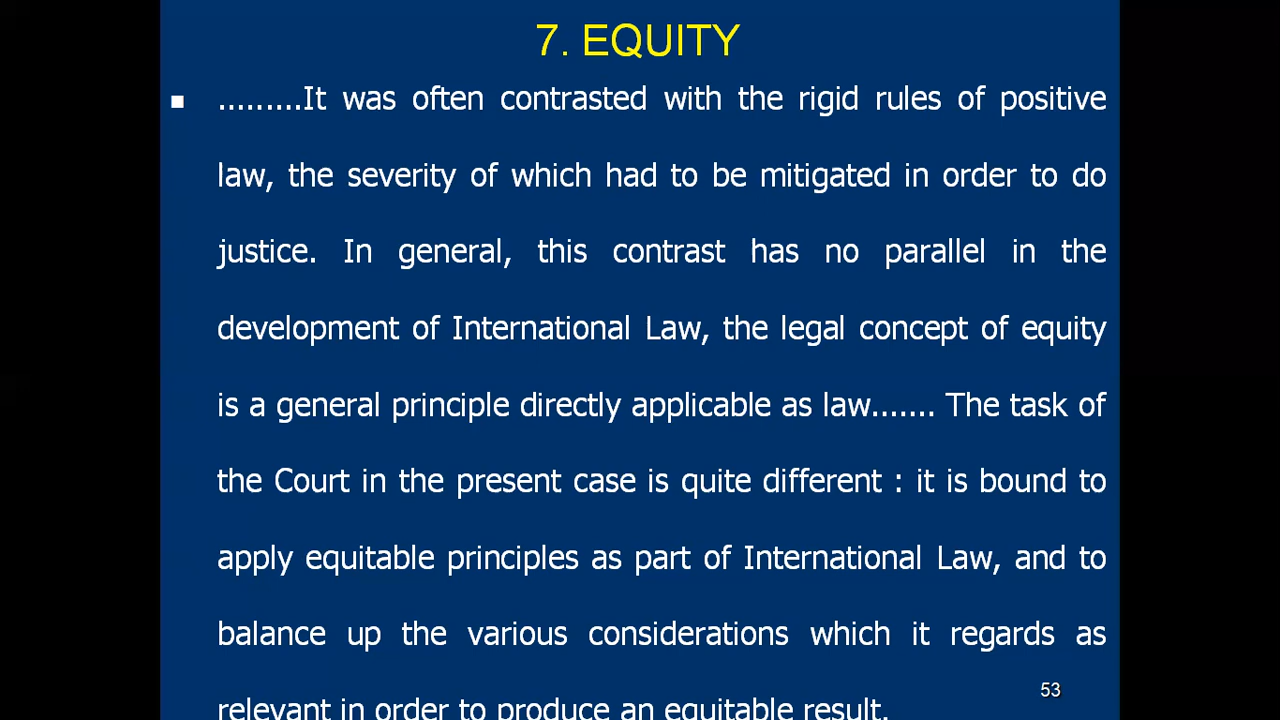 7. EQUITY
■ .........It was often contrasted with the rigid rules of positive
law, the severity of which had to be mitigated in order to do
justice. In general, this contrast has no parallel in the
development of International Law, the legal concept of equity
is a general principle directly applicable as law....... The task of
the Court in the present case is quite different : it is bound to
apply equitable principles as part of International Law, and to
balance up the various considerations which it regards as
relevant in order to produce an equitable result.
53